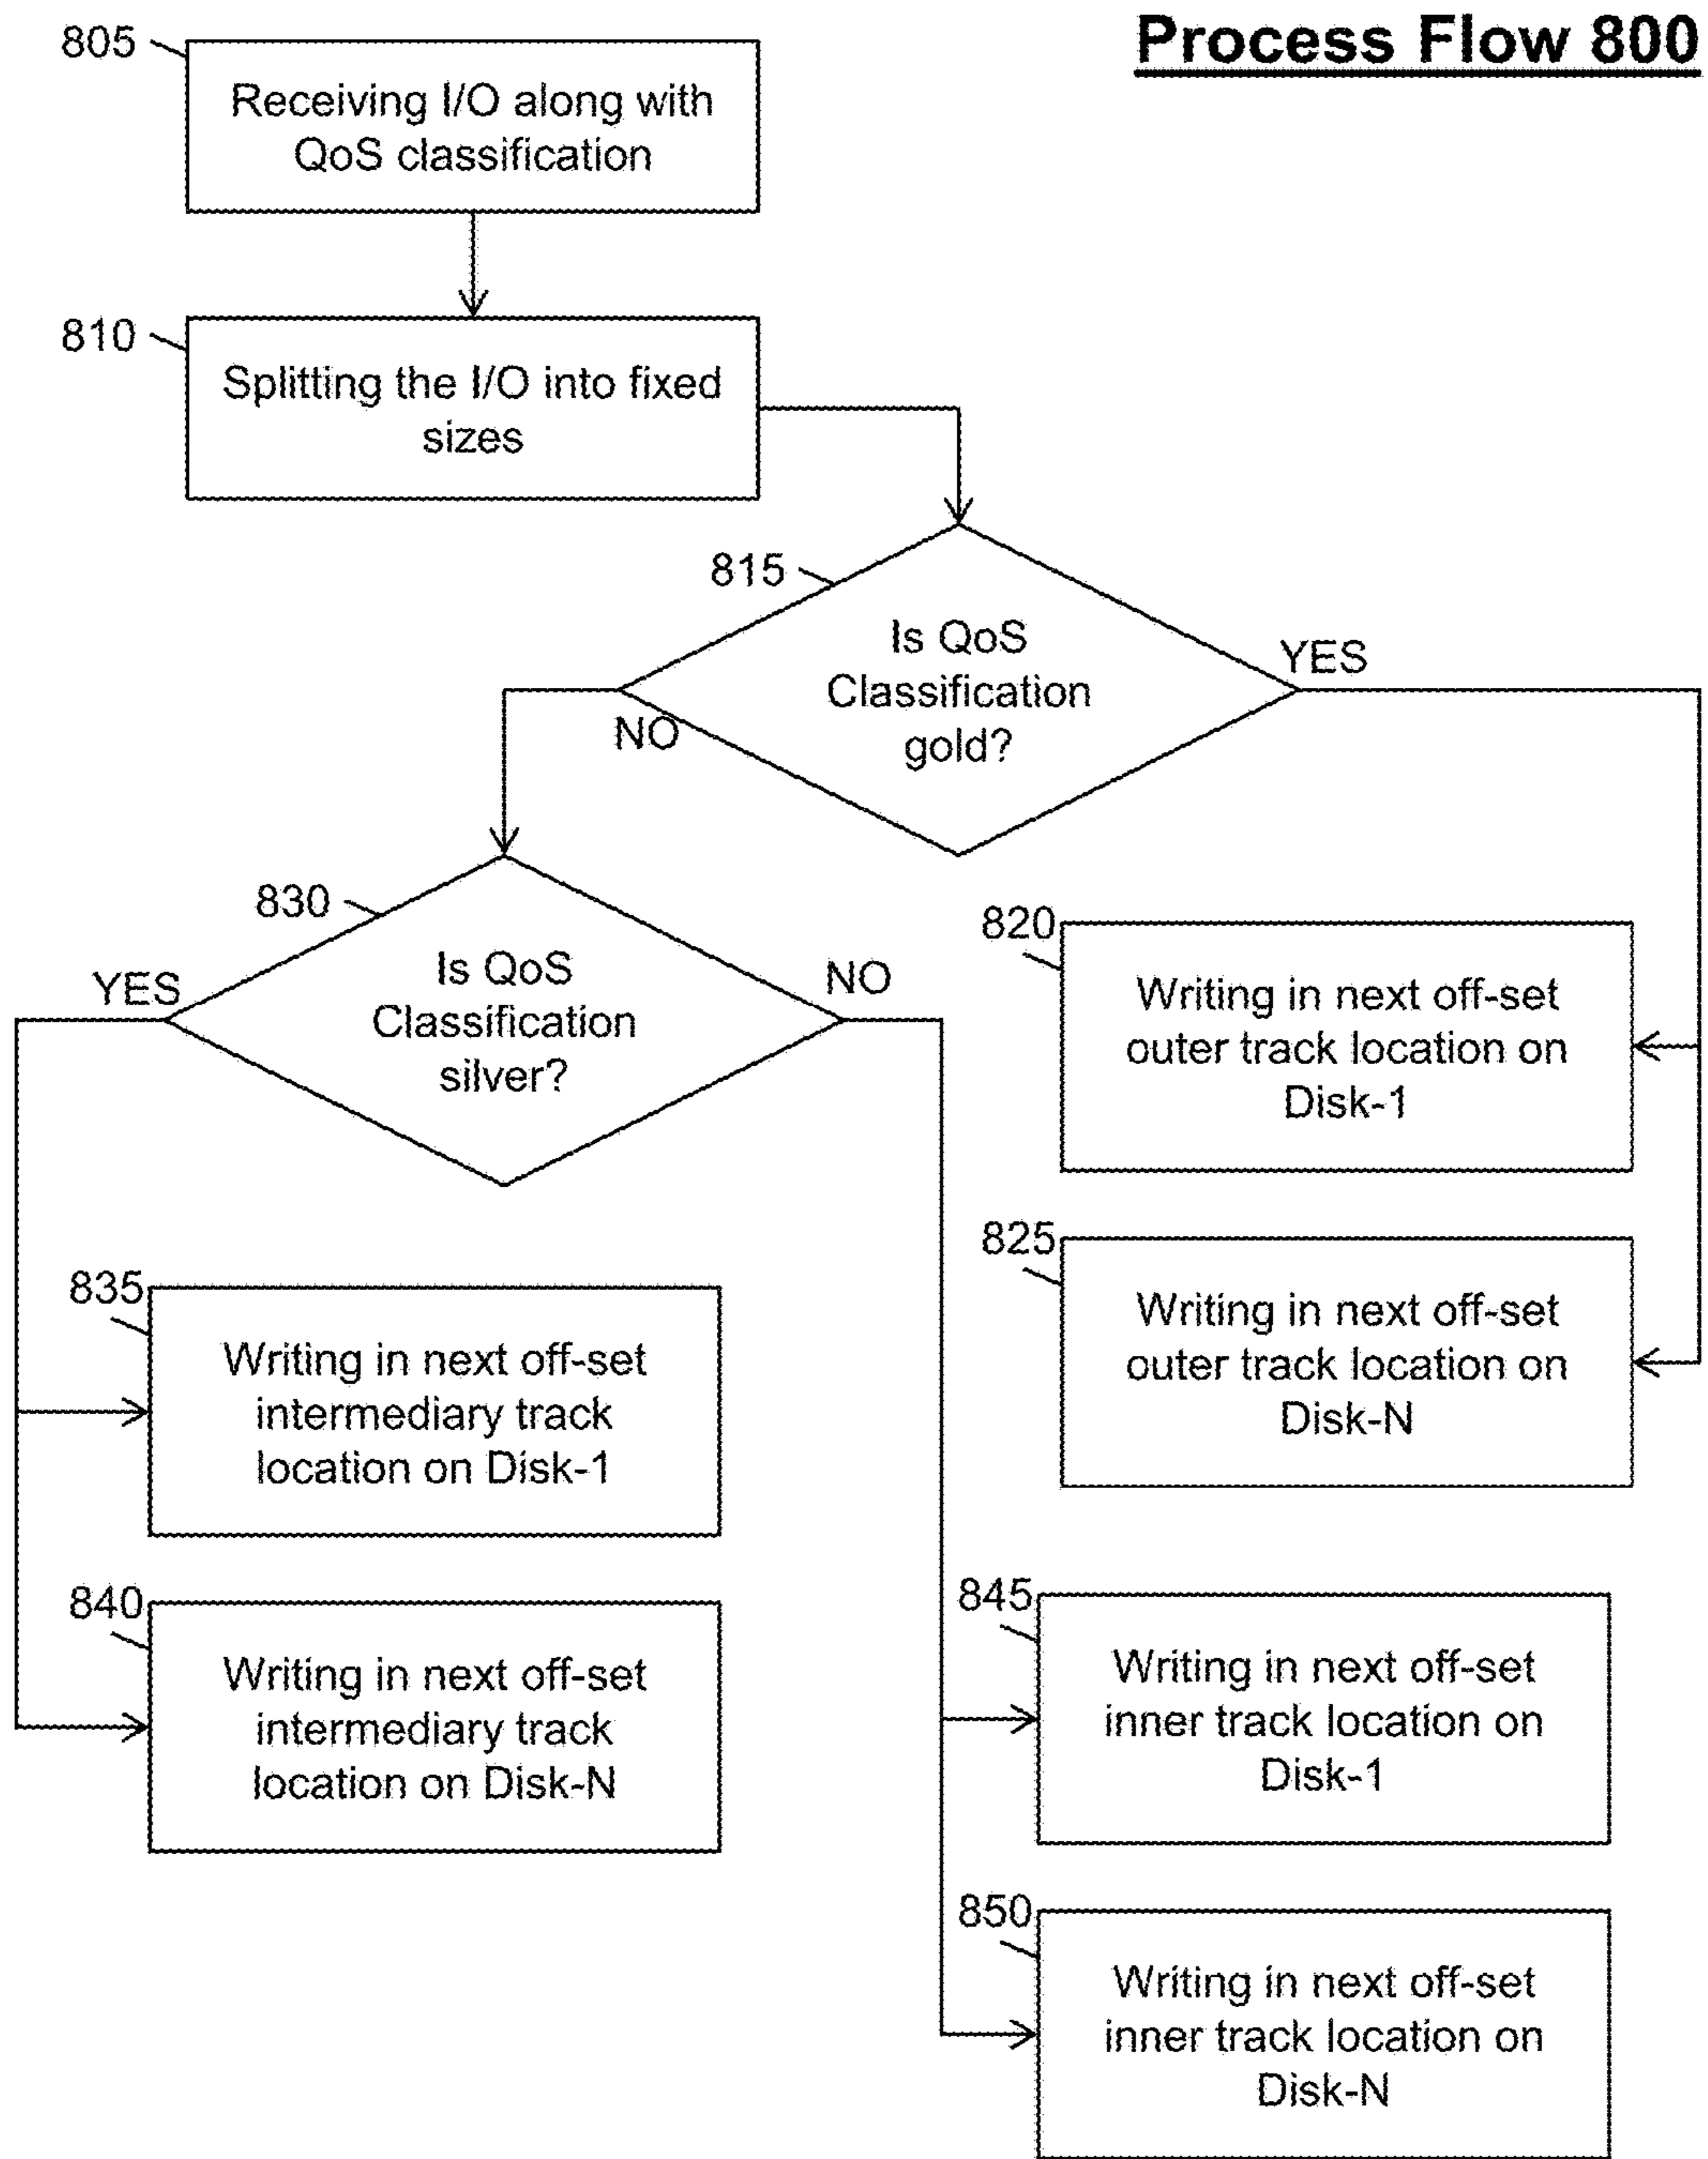 Process Flow 800
805
Receiving I/O along with
QoS classification
810
Splitting the I/O into fixed
sizes
815
Is QoS
Classification
gold?
YES
NO
830
Is QoS
Classification
silver?
YES
NO
820
Writing in next off-set
outer track location on
Disk-1
825
Writing in next off-set
outer track location on
Disk-N
835
Writing in next off-set
intermediary track
location on Disk-1
840
Writing in next off-set
intermediary track
location on Disk-N
845
Writing in next off-set
inner track location on
Disk-1
850
Writing in next off-set
inner track location on
Disk-N